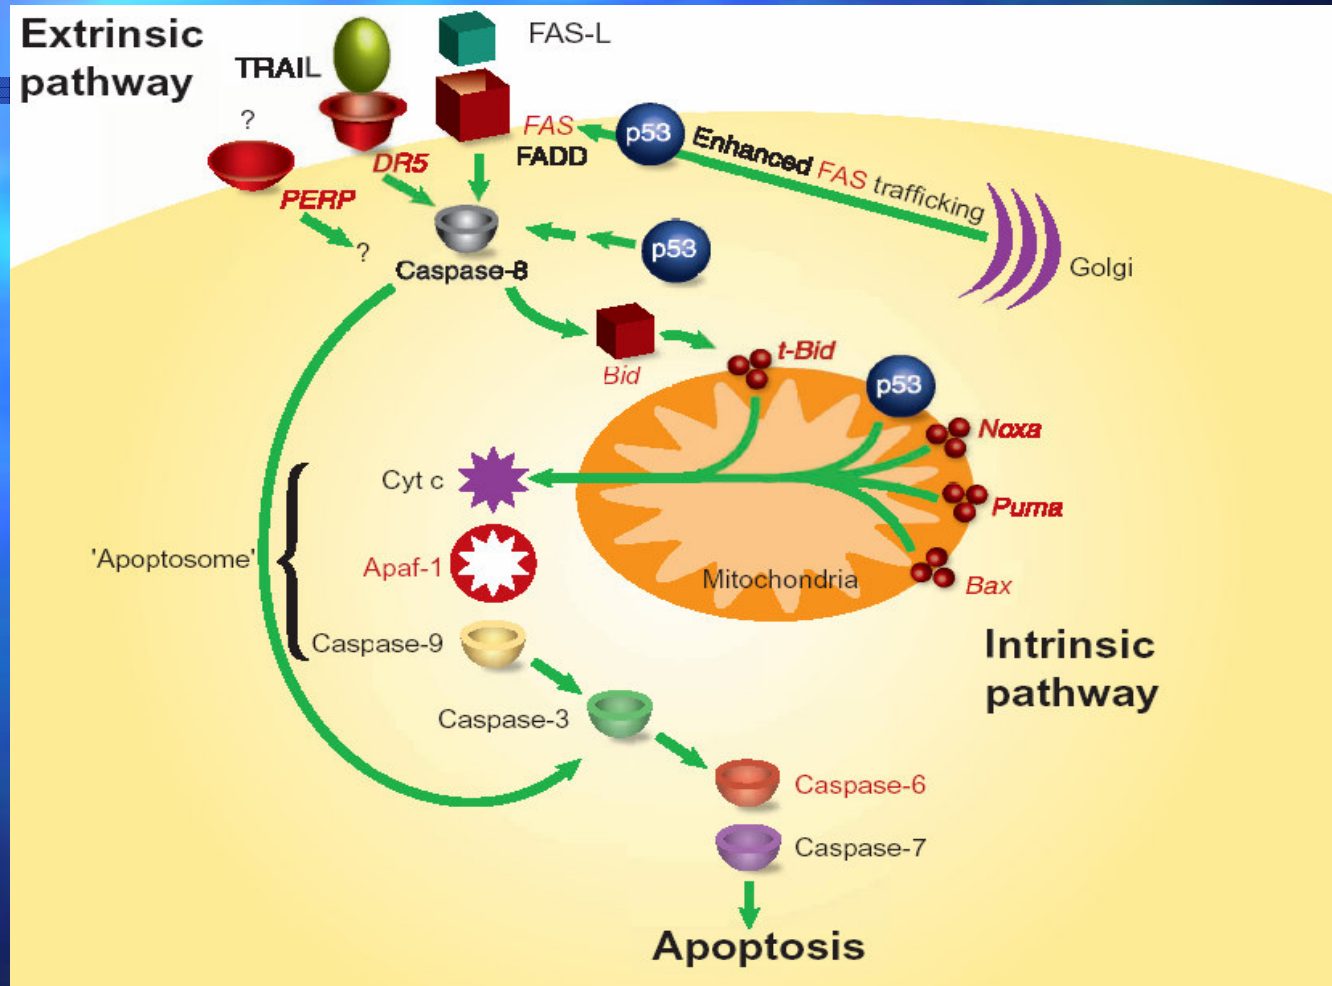 Extrinsic
pathway
TRAIL
FAS-L
?
FAS
FADD
p53
Enhanced FAS trafficking
DR5
PERP
?
p53
Golgi
Caspase-8
Bid
t-Bid
p53
Noxa
Cyt c
Puma
'Apoptosome'
Apaf-1
Mitochondria
Bax
Caspase-9
Intrinsic
pathway
Caspase-3
Caspase-6
Caspase-7
Apoptosis